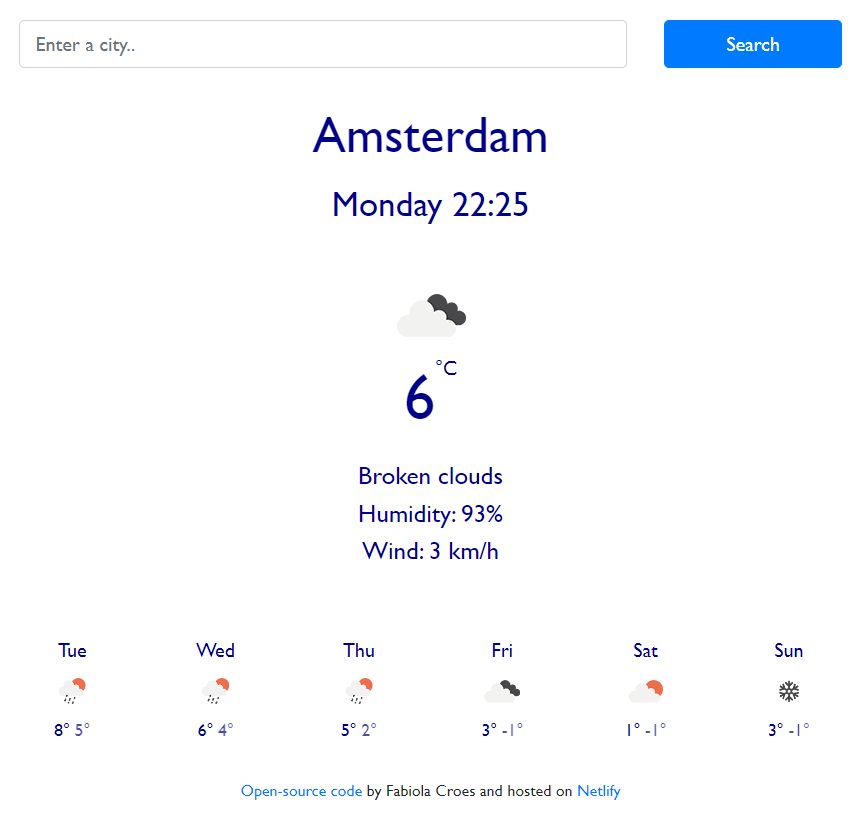 Enter a city.. Search
Amsterdam
Monday 22:25
°C
6
Broken clouds
Humidity: 93%
Wind: 3 km/h
Tue Wed Thu Fri Sat Sun
8° 5° 6° 4° 5° 2° 3° -1° 1° -1° 3° -1°
Open-source code by Fabiola Croes and hosted on Netlify